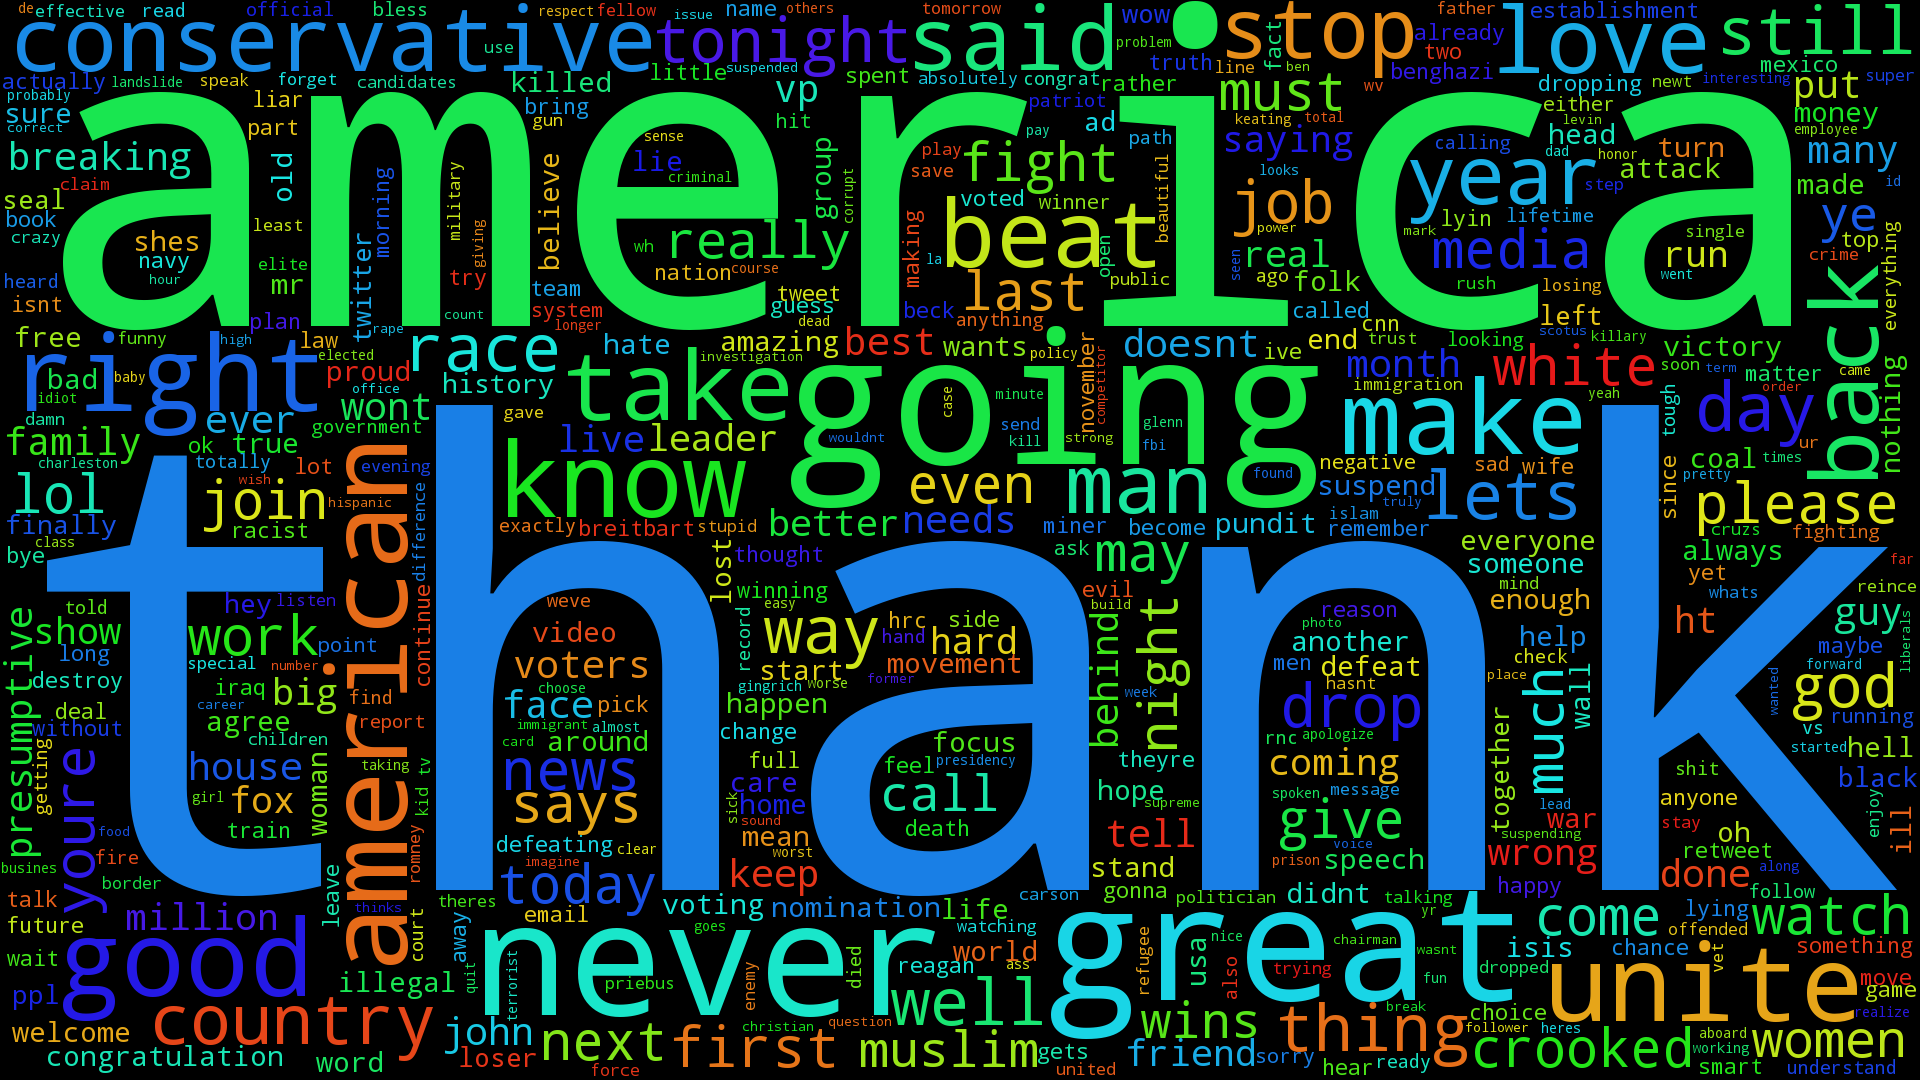 de effective read official bless respect fellow issue name others tomorrow wow father establishment
conservative tonight said stop love still
use problem truth already two fact mexico
actually landslide speak forget candidates killed little suspended spent absolutely congrat rather line ben benghazi dropping newt interesting super
probably liar bring vp patriot wv must either put
sure part gun hit ad keating total levin money
correct america employee
breaking old sense lie group play fight path saying head year turn many
claim morning military criminal save corrupt calling dad honor attack
seal believe voted winner beautiful job looks step made id
book least shes giving really beat power mark lyin lifetime single ye
crazy navy wh making open real media run top
heard elite twitter nation course la public seen ago folk rush went crime everything
hour try tweet last
isnt mr team beck called losing left back
plan count system guess anything cnn
free funny high rape longer dead amazing best wants policy doesnt ive end trust looking scotus killary victory
right law race hate investigation month white soon term matter nothing
bad baby elected proud history take going november competitor immigration make yeah order came
idiot office minute case tough day
damn ever wont gave send glenn
family ok true government live leader wouldnt kill strong fbi negative sad wife coal ur times
charleston totally lot evening know found suspend since pretty
lol join wish hispanic even man truly lets please
finally racist exactly breitbart stupid better needs miner become pundit islam remember cruzs fighting
bye class american difference lost thought ask may everyone always
thank someone yet far
told hey listen weve winning easy evil build mind whats reince
presumptive show work continue video record way hrc side behind night reason photo enough ht guy
long point voters hand hard another help maybe liberals
special number start movement men defeat check forward
destroy iraq big find face choose pick gingrich worse former week hasnt place much wall god
deal career immigrant almost happen drop wanted running
without agree report card around change focus rnc apologize together vs
getting children news full feel presidency theyre coming started hell
youre house woman taking care shit black
girl fox kid tv says sick home call hope supreme spoken message lead anyone
food train sound death give war stay oh enjoy
busines fire romney defeating clear mean tell voice suspending retweet ill
border leave imagine worst keep stand prison speech wrong along
talk thinks today carson gonna politician talking happy done follow
future million court away theres email voting nomination life didnt yr come lying watch
good never goes watching great nice chairman wasnt isis chance offended something
wait world usa
ppl illegal quit terrorist priebus enemy died reagan ass refugee also trying fun dropped unite vet move
country well break choice game
welcome john next christian question wins thing follower heres aboard realize
congratulation word loser force first muslim gets united friend sorry hear ready crooked working smart women understand